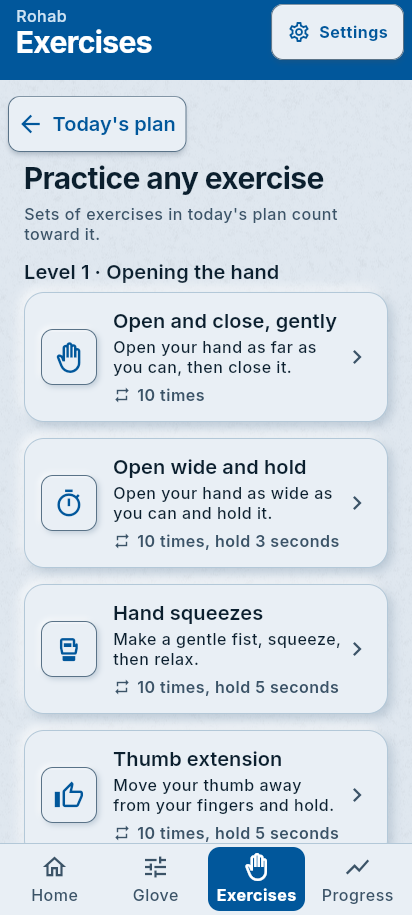 Rohab
Exercises
Settings
Today's plan
Practice any exercise
Sets of exercises in today's plan count
toward it.
Level 1 · Opening the hand
Open and close, gently
Open your hand as far as
you can, then close it.
10 times
Open wide and hold
Open your hand as wide as
you can and hold it.
10 times, hold 3 seconds
Hand squeezes
Make a gentle fist, squeeze,
then relax.
10 times, hold 5 seconds
Thumb extension
Move your thumb away
from your fingers and hold.
10 times, hold 5 seconds
Home
Glove
Exercises
Progress